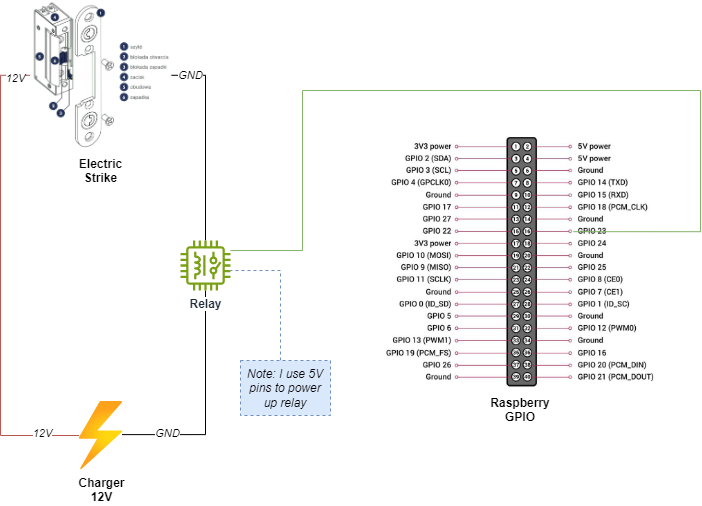 1 szyld
2 blokada otwarcia
3 blokada zapadki
4 zacisk
5 obudowa
6 zapadka
12V
GND
Electric
Strike
Relay
Note: I use 5V
pins to power
up relay
12V
GND
Charger
12V
3V3 power 1 2 5V power
GPIO 2 (SDA) 3 4 5V power
GPIO 3 (SCL) 5 6 Ground
GPIO 4 (GPCLK0) 7 8 GPIO 14 (TXD)
Ground 9 10 GPIO 15 (RXD)
GPIO 17 11 12 GPIO 18 (PCM_CLK)
GPIO 27 13 14 Ground
GPIO 22 15 16 GPIO 23
3V3 power 17 18 GPIO 24
GPIO 10 (MOSI) 19 20 Ground
GPIO 9 (MISO) 21 22 GPIO 25
GPIO 11 (SCLK) 23 24 GPIO 8 (CE0)
Ground 25 26 GPIO 7 (CE1)
GPIO 0 (ID_SD) 27 28 GPIO 1 (ID_SC)
GPIO 5 29 30 Ground
GPIO 6 31 32 GPIO 12 (PWM0)
GPIO 13 (PWM1) 33 34 Ground
GPIO 19 (PCM_FS) 35 36 GPIO 16
GPIO 26 37 38 GPIO 20 (PCM_DIN)
Ground 39 40 GPIO 21 (PCM_DOUT)
Raspberry
GPIO